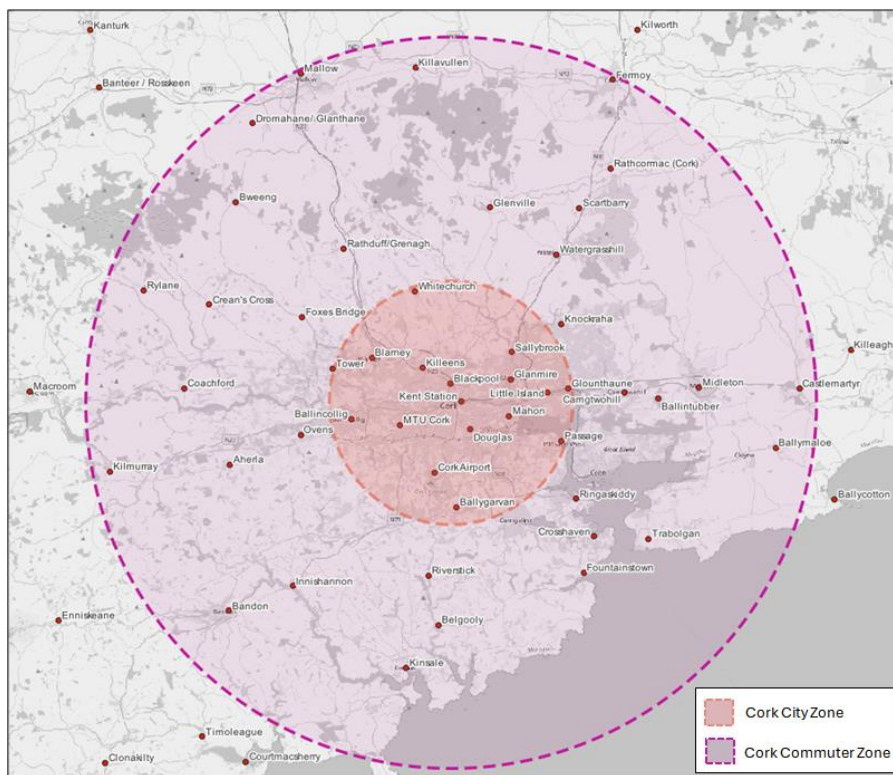 Kanturk
Kilworth
Mallow
Killavullen
Fermoy
Banteer / Rosskeen
Dromahane/ Glanthane
Rathcormac (Cork)
Bweeng
Glenville
Scartbarry
Rathduff/Grenagh
Watergrasshill
Rylane
Whitechurch
Crean's Cross
Foxes Bridge
Knockraha
Blarney
Sallybrook
Killeagh
Tower
Killeens
Glanmire
Blackpool
Macroom
Coachford
Kent Station
Little Island
Glounthaune
Carrigtwohill
Midleton
Castlemartyr
Ballintubber
Ballincollig
MTU Cork
Mahon
Ovens
Douglas
Passage
Ballymaloe
Kilmurray
Aherla
Cork Airport
Ringaskiddy
Ballycotton
Ballygarvan
Crosshaven
Trabolgan
Innishannon
Riverstick
Fountainstown
Enniskeane
Bandon
Belgooly
Kinsale
Timoleague
Clonakilty
Courtmacsherry
Cork City Zone
Cork Commuter Zone